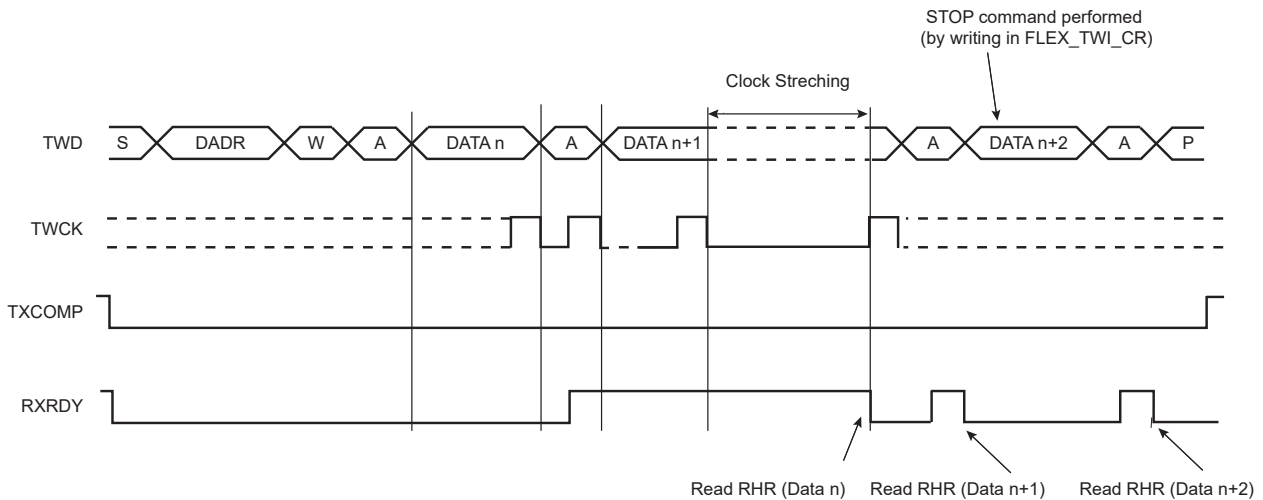 STOP command performed
(by writing in FLEX_TWI_CR)
Clock Streching
TWD S DADR W A DATA n A DATA n+1 A DATA n+2 A P
TWCK
TXCOMP
RXRDY
Read RHR (Data n) Read RHR (Data n+1) Read RHR (Data n+2)